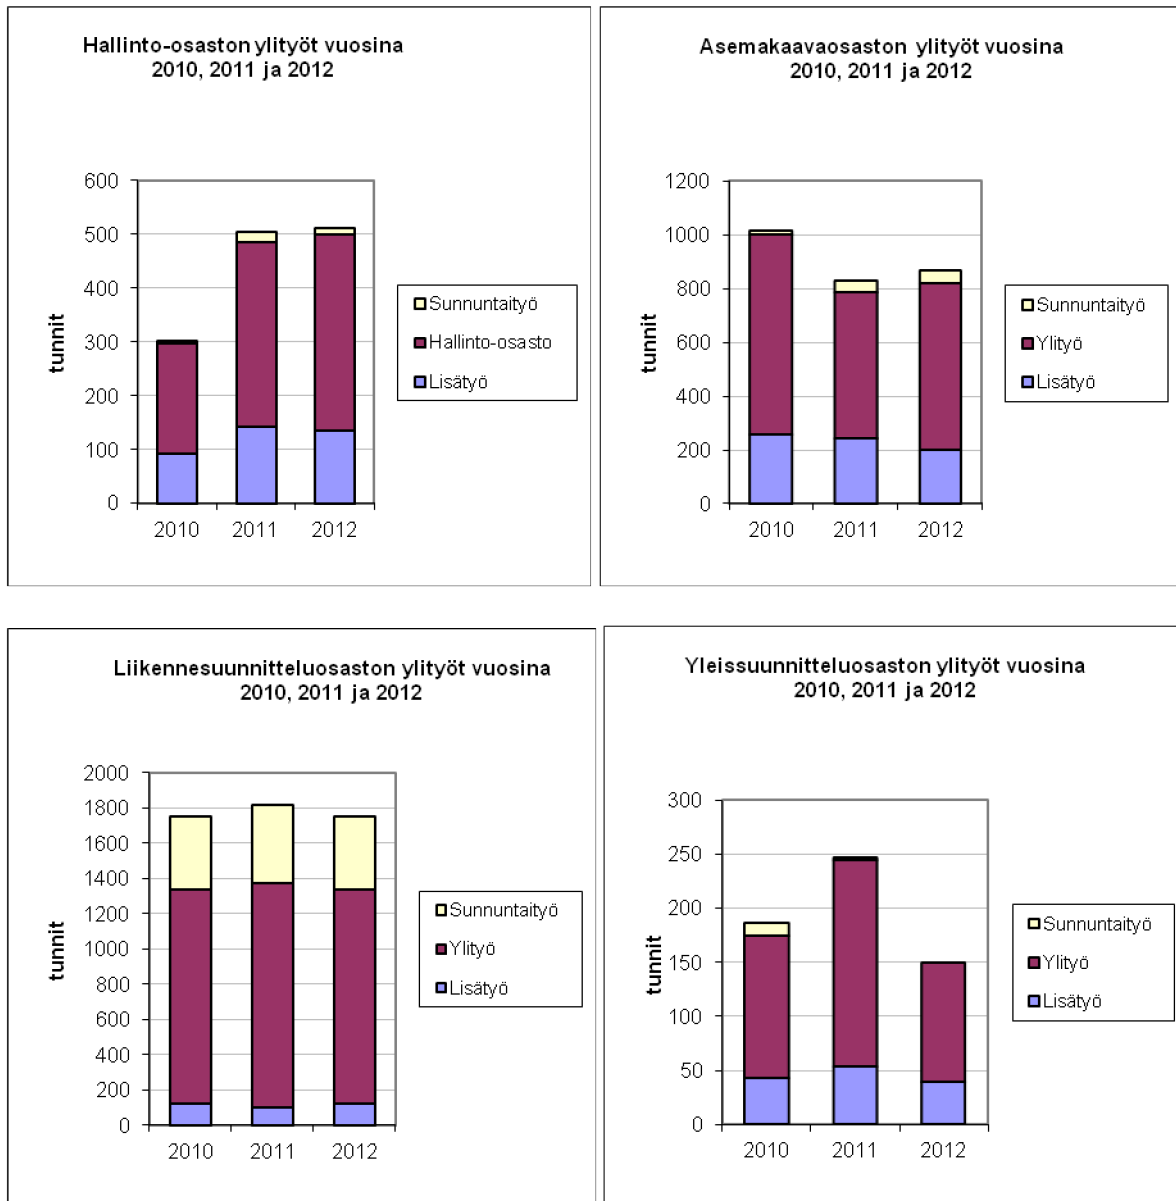 Hallinto-osaston ylityöt vuosina
2010, 2011 ja 2012
600
500
400
300
200
100
0
tunnit
2010 2011 2012
Sunnuntaityö
Hallinto-osasto
Lisätyö
Asemakaavaosaston ylityöt vuosina
2010, 2011 ja 2012
1200
1000
800
600
400
200
0
tunnit
2010 2011 2012
Sunnuntaityö
Ylityö
Lisätyö
Liikennesuunnitteluosaston ylityöt vuosina
2010, 2011 ja 2012
2000
1800
1600
1400
1200
1000
800
600
400
200
0
tunnit
2010 2011 2012
Sunnuntaityö
Ylityö
Lisätyö
Yleissuunnitteluosaston ylityöt vuosina
2010, 2011 ja 2012
300
250
200
150
100
50
0
tunnit
2010 2011 2012
Sunnuntaityö
Ylityö
Lisätyö